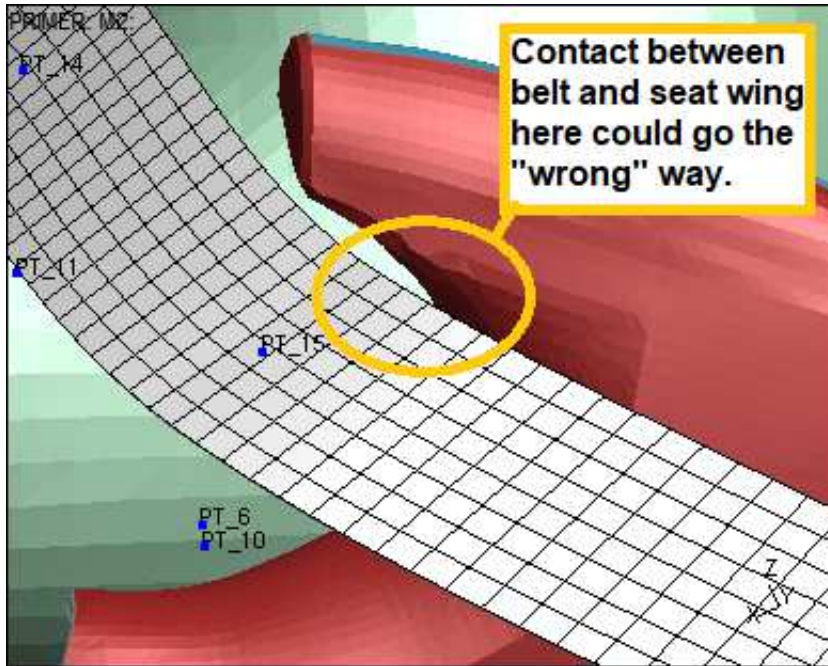 PRIMER: M2:
PT_14
Contact between
belt and seat wing
here could go the
"wrong" way.
PT_11
PT_15
PT_6
PT_10
Z
Y
X